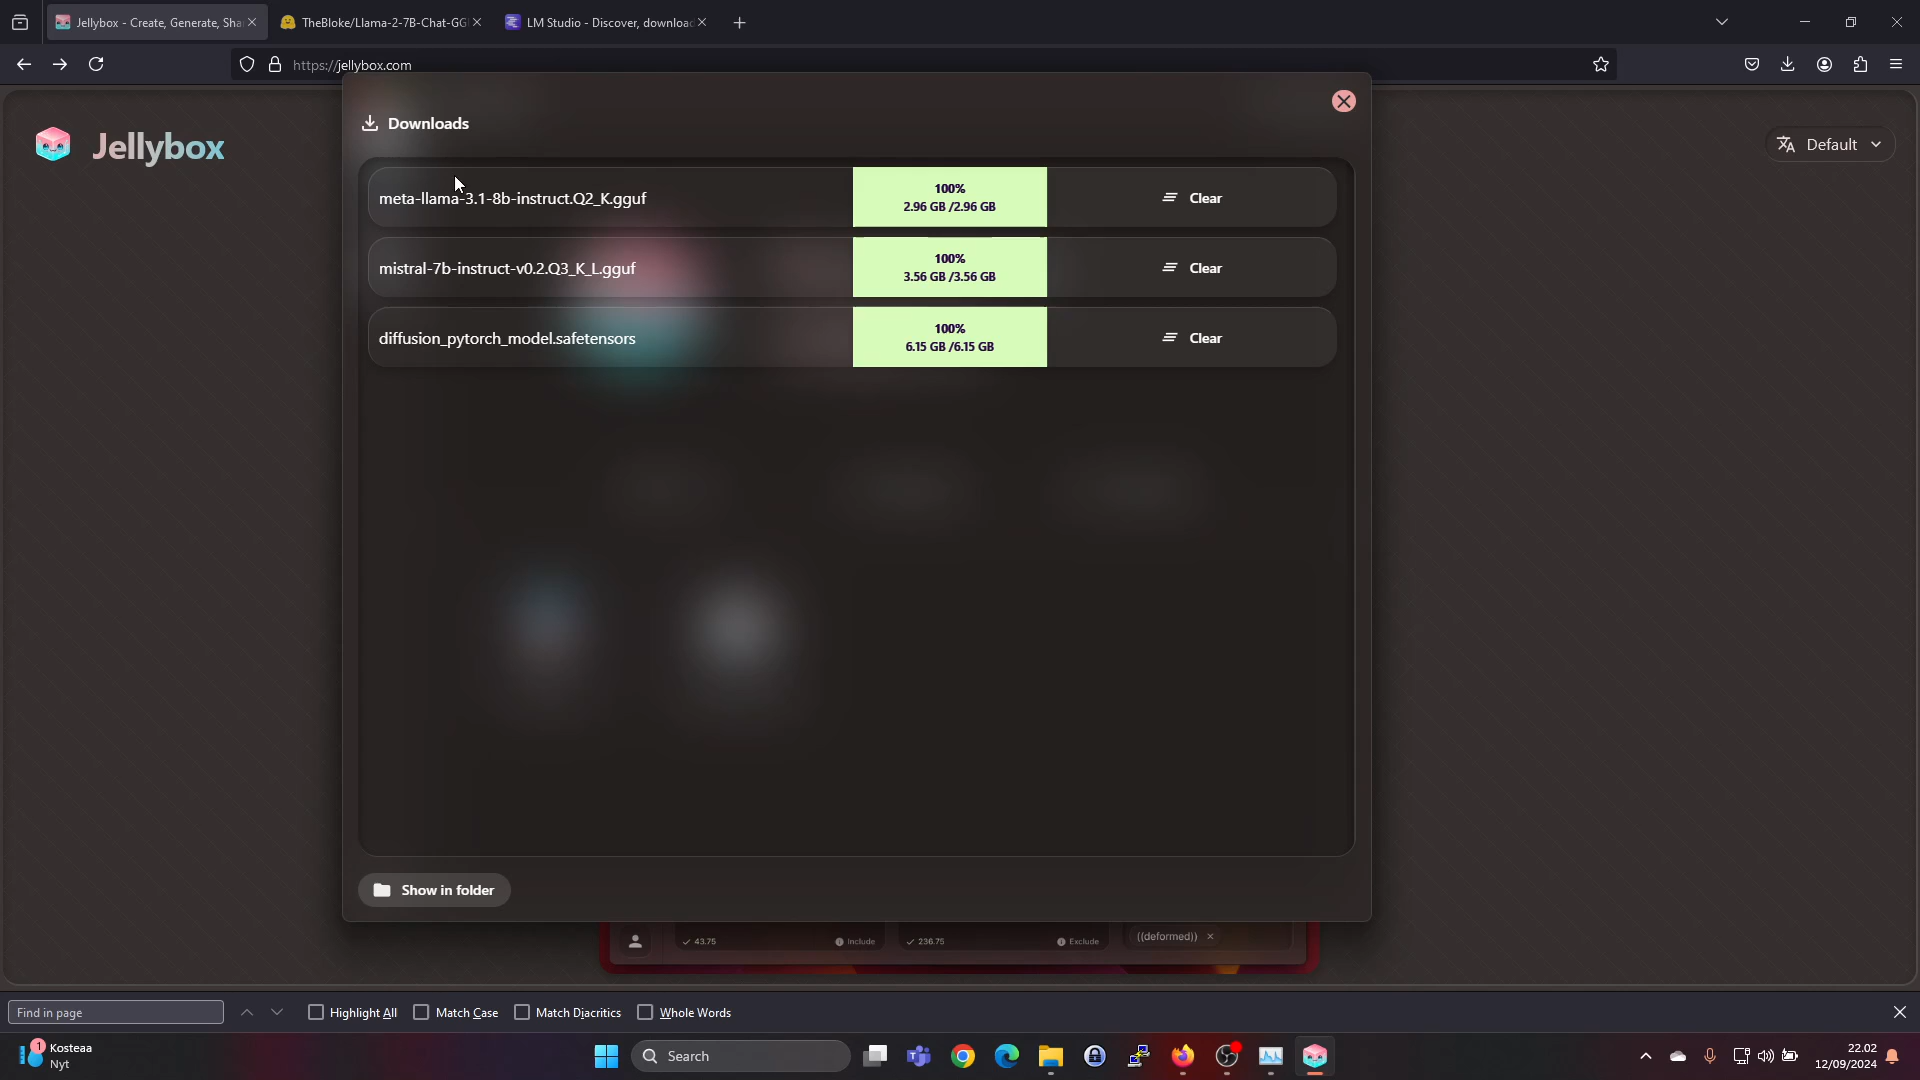 Jellybox - Create, Generate, Sha
TheBloke/Llama-2-7B-Chat-GG
LM Studio - Discover, download
https://jellybox.com
Jellybox
Default
Downloads
meta-llama-3.1-8b-instruct.Q2_K.gguf
100%
2.96 GB /2.96 GB
Clear
mistral-7b-instruct-v0.2.Q3_K_L.gguf
100%
3.56 GB /3.56 GB
Clear
diffusion_pytorch_model.safetensors
100%
6.15 GB /6.15 GB
Clear
Show in folder
43.75
Include
236.75
Exclude
((deformed))
Find in page
Highlight All
Match Case
Match Diacritics
Whole Words
1
Kosteaa
Nyt
Search
22.02
12/09/2024